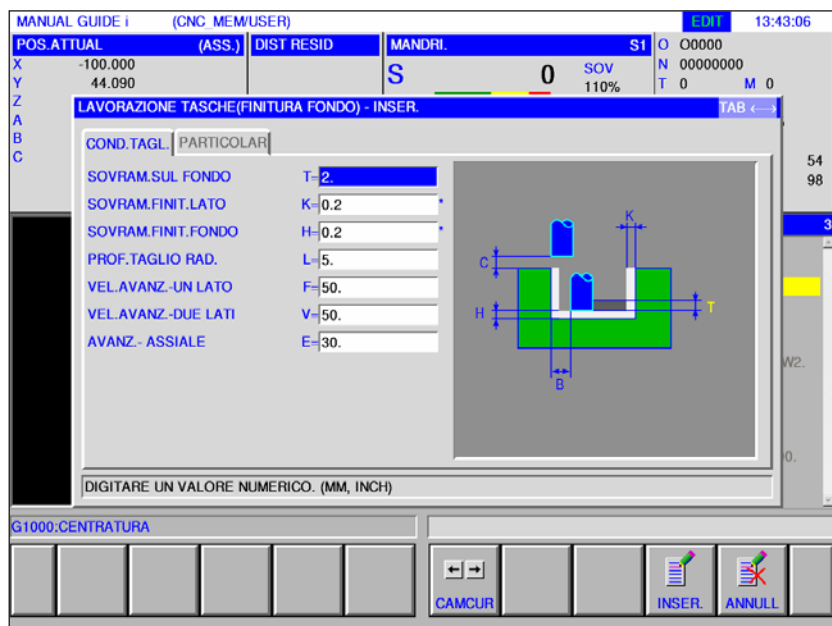 MANUAL GUIDE i (CNC_MEM/USER) EDIT 13:43:06
POS.ATTUAL (ASS.) DIST RESID MANDRI. S1 O O0000
X -100.000 N 00000000
Y 44.090 S 0 SOV 110% T 0 M 0
Z
A
B
C
54
98
LAVORAZIONE TASCHE(FINITURA FONDO) - INSER. TAB ←→
COND.TAGL. PARTICOLAR
SOVRAM.SUL FONDO T=2.
SOVRAM.FINIT.LATO K=0.2 *
SOVRAM.FINIT.FONDO H=0.2 *
PROF.TAGLIO RAD. L=5.
VEL.AVANZ.-UN LATO F=50.
VEL.AVANZ.-DUE LATI V=50.
AVANZ.- ASSIALE E=30.
K
C
H
T
B
3
W2.
0.
DIGITARE UN VALORE NUMERICO. (MM, INCH)
G1000:CENTRATURA
CAMCUR INSER. ANNULL